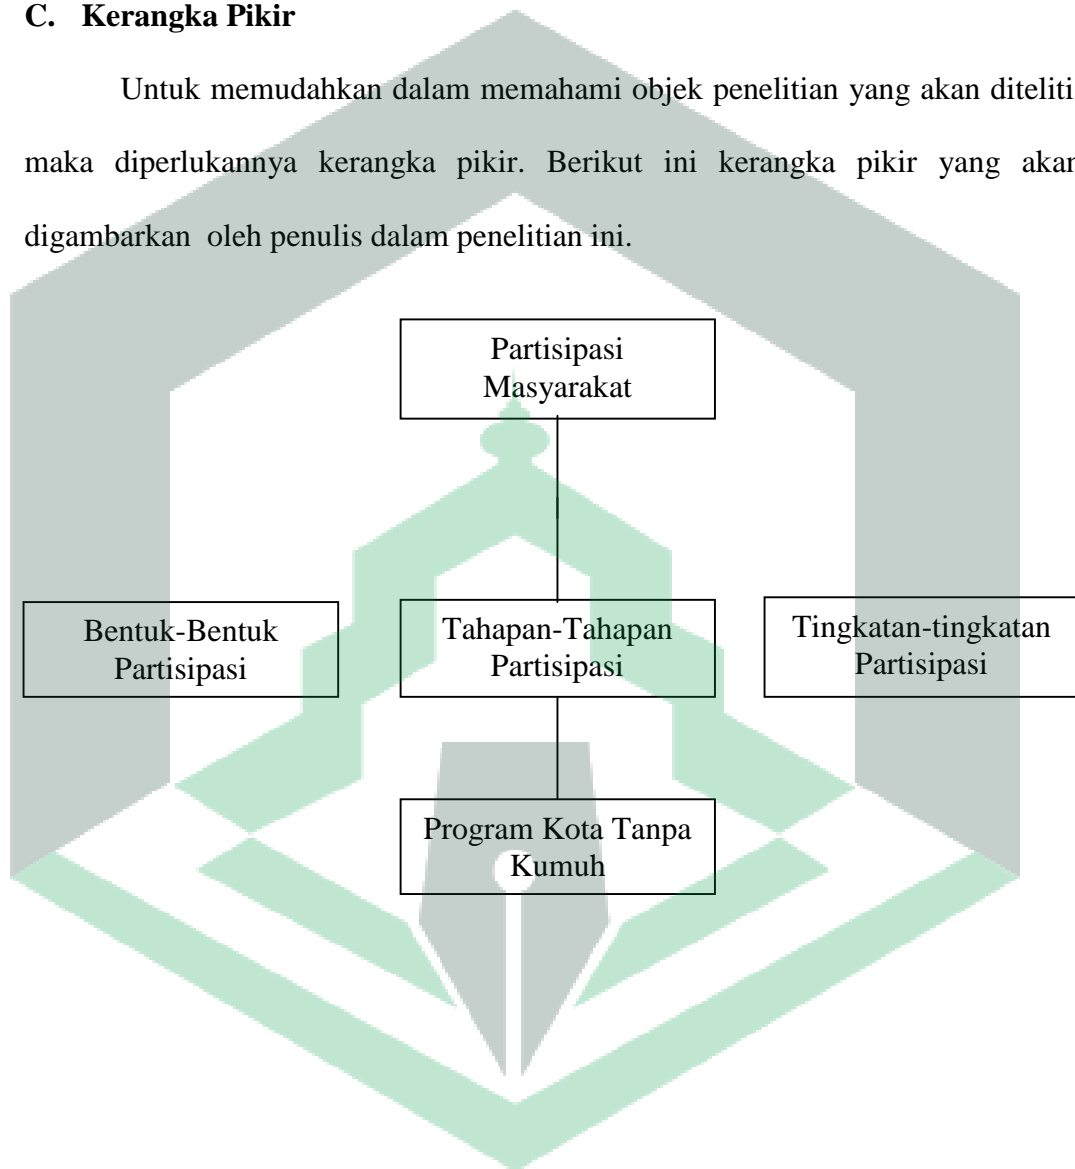 C. Kerangka Pikir
Untuk memudahkan dalam memahami objek penelitian yang akan diteliti
maka diperlukannya kerangka pikir. Berikut ini kerangka pikir yang akan
digambarkan oleh penulis dalam penelitian ini.
Partisipasi
Masyarakat
Bentuk-Bentuk
Partisipasi
Tahapan-Tahapan
Partisipasi
Tingkatan-tingkatan
Partisipasi
Program Kota Tanpa
Kumuh